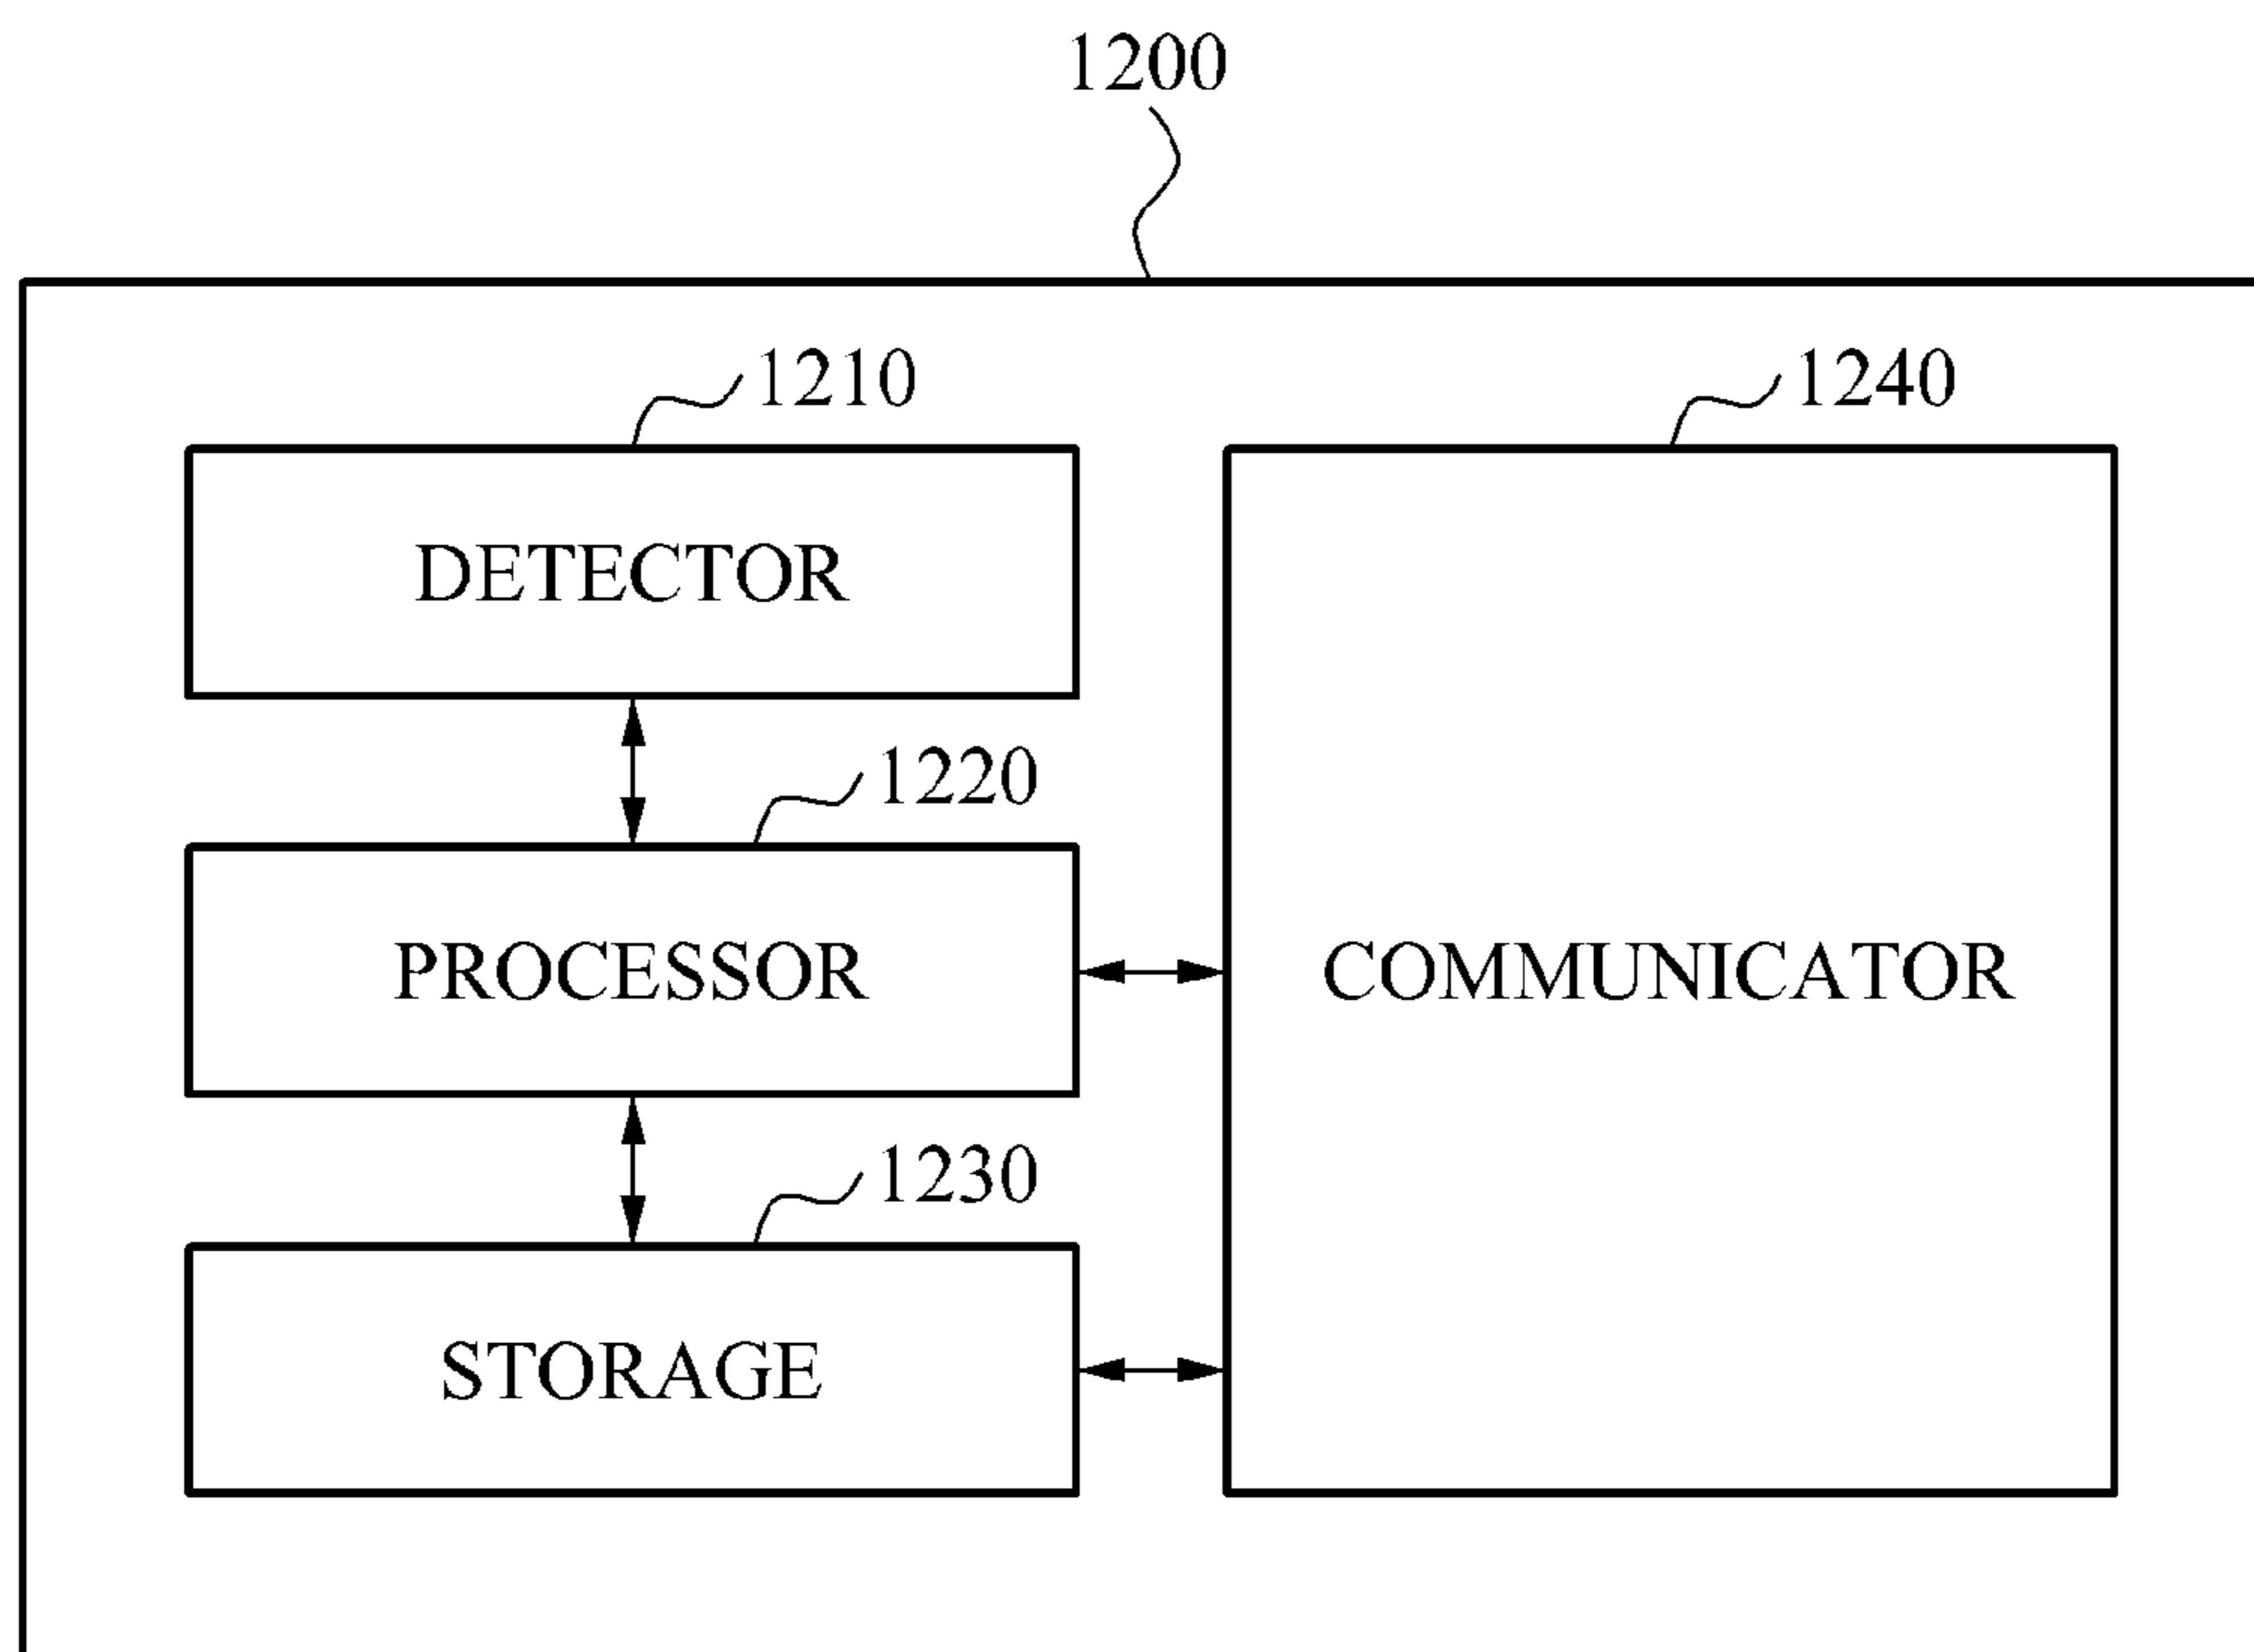 1200
1210
1240
DETECTOR
1220
PROCESSOR
COMMUNICATOR
1230
STORAGE